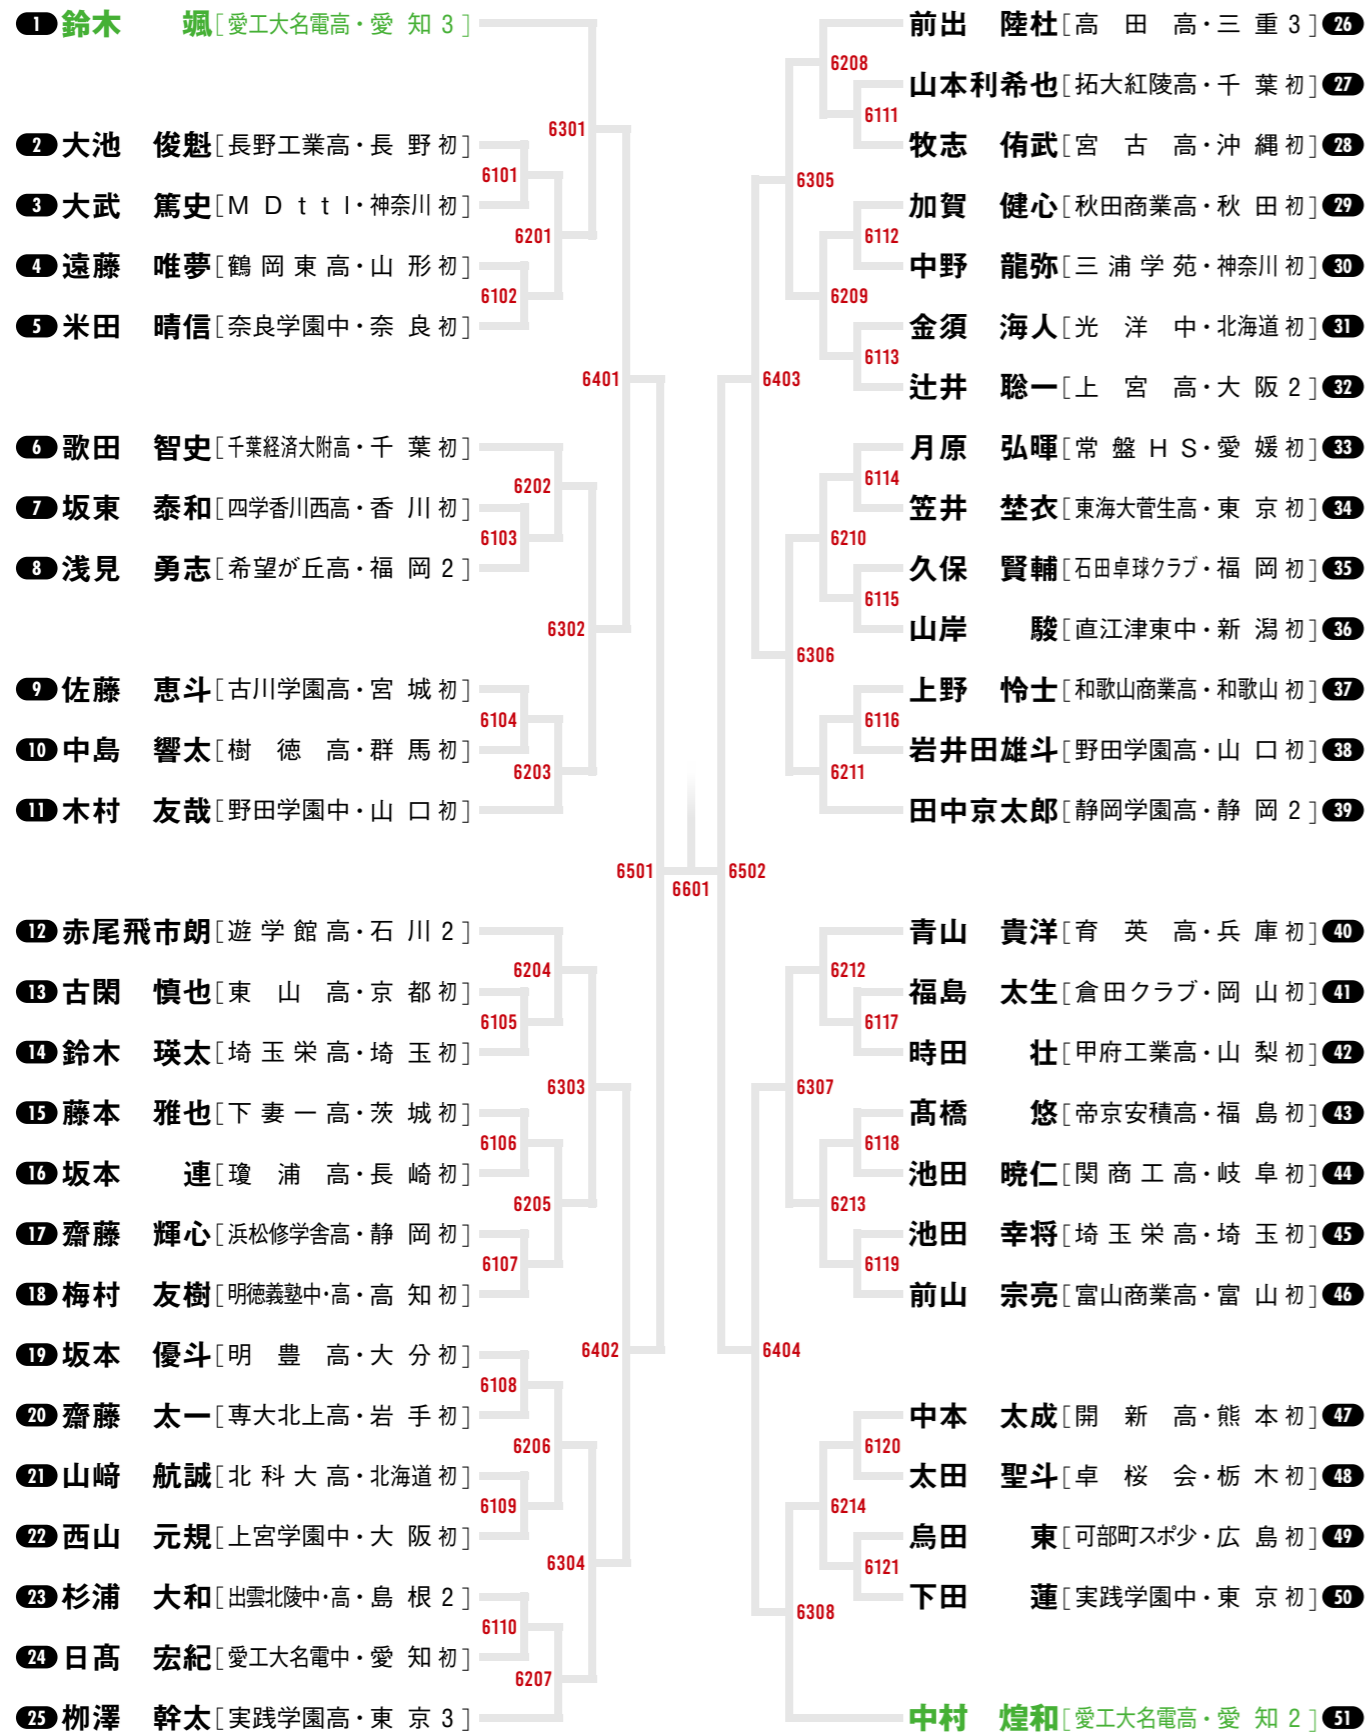 1 鈴木 颯[愛工大名電高・愛知3]
2 大池 俊魁[長野工業高・長野初]
3 大武 篤史[MDttl・神奈川初]
4 遠藤 唯夢[鶴岡東高・山形初]
5 米田 晴信[奈良学園中・奈良初]
6 歌田 智史[千葉経済大附高・千葉初]
7 坂東 泰和[四学香川西高・香川初]
8 浅見 勇志[希望が丘高・福岡2]
9 佐藤 恵斗[古川学園高・宮城初]
10 中島 響太[樹徳高・群馬初]
11 木村 友哉[野田学園中・山口初]
12 赤尾飛市朗[遊学館高・石川2]
13 古閑 慎也[東山高・京都初]
14 鈴木 瑛太[埼玉栄高・埼玉初]
15 藤本 雅也[下妻一高・茨城初]
16 坂本 連[瓊浦高・長崎初]
17 齋藤 輝心[浜松修学舎高・静岡初]
18 梅村 友樹[明徳義塾中・高・高知初]
19 坂本 優斗[明豊高・大分初]
20 齋藤 太一[専大北上高・岩手初]
21 山﨑 航誠[北科大高・北海道初]
22 西山 元規[上宮学園中・大阪初]
23 杉浦 大和[出雲北陵中・高・島根2]
24 日髙 宏紀[愛工大名電中・愛知初]
25 栁澤 幹太[実践学園高・東京3]
6101
6102
6103
6104
6105
6106
6107
6108
6109
6110
6201
6202
6203
6204
6205
6206
6207
6301
6302
6303
6304
6401
6402
6501
6601
6502
6403
6404
6305
6306
6307
6308
6208
6209
6210
6211
6212
6213
6214
6111
6112
6113
6114
6115
6116
6117
6118
6119
6120
6121
前出 陸杜[高田高・三重3]26
山本利希也[拓大紅陵高・千葉初]27
牧志 侑武[宮古高・沖縄初]28
加賀 健心[秋田商業高・秋田初]29
中野 龍弥[三浦学苑・神奈川初]30
金須 海人[光洋中・北海道初]31
辻井 聡一[上宮高・大阪2]32
月原 弘暉[常盤HS・愛媛初]33
笠井 埜衣[東海大菅生高・東京初]34
久保 賢輔[石田卓球クラブ・福岡初]35
山岸 駿[直江津東中・新潟初]36
上野 怜士[和歌山商業高・和歌山初]37
岩井田雄斗[野田学園高・山口初]38
田中京太郎[静岡学園高・静岡2]39
青山 貴洋[育英高・兵庫初]40
福島 太生[倉田クラブ・岡山初]41
時田 壮[甲府工業高・山梨初]42
髙橋 悠[帝京安積高・福島初]43
池田 暁仁[関商工高・岐阜初]44
池田 幸将[埼玉栄高・埼玉初]45
前山 宗亮[富山商業高・富山初]46
中本 太成[開新高・熊本初]47
太田 聖斗[卓桜会・栃木初]48
鳥田 東[可部町スポ少・広島初]49
下田 蓮[実践学園中・東京初]50
中村 煌和[愛工大名電高・愛知2]51